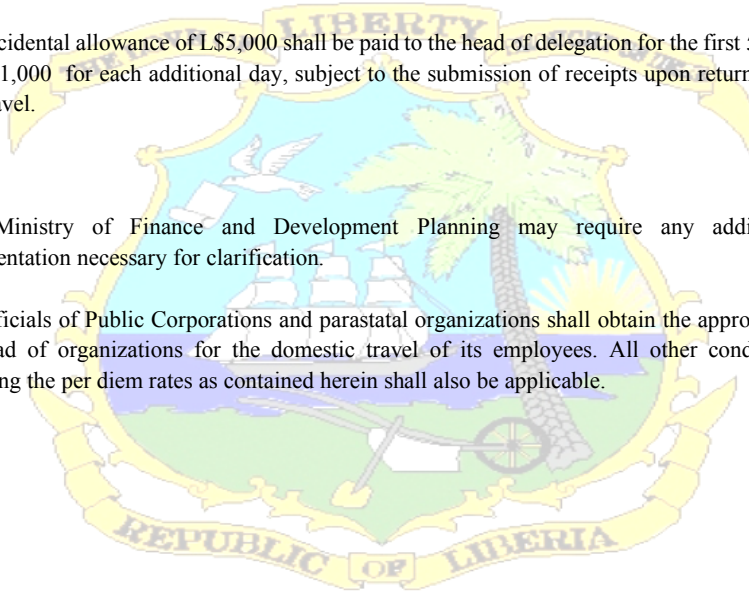 LIBERTY
cidental allowance of L$5,000 shall be paid to the head of delegation for the first
1,000 for each additional day, subject to the submission of receipts upon return
avel.
Ministry of Finance and Development Planning may require any addi
entation necessary for clarification.
ficials of Public Corporations and parastatal organizations shall obtain the appro
ad of organizations for the domestic travel of its employees. All other cond
ng the per diem rates as contained herein shall also be applicable.
REPUBLIC OF LIBERIA